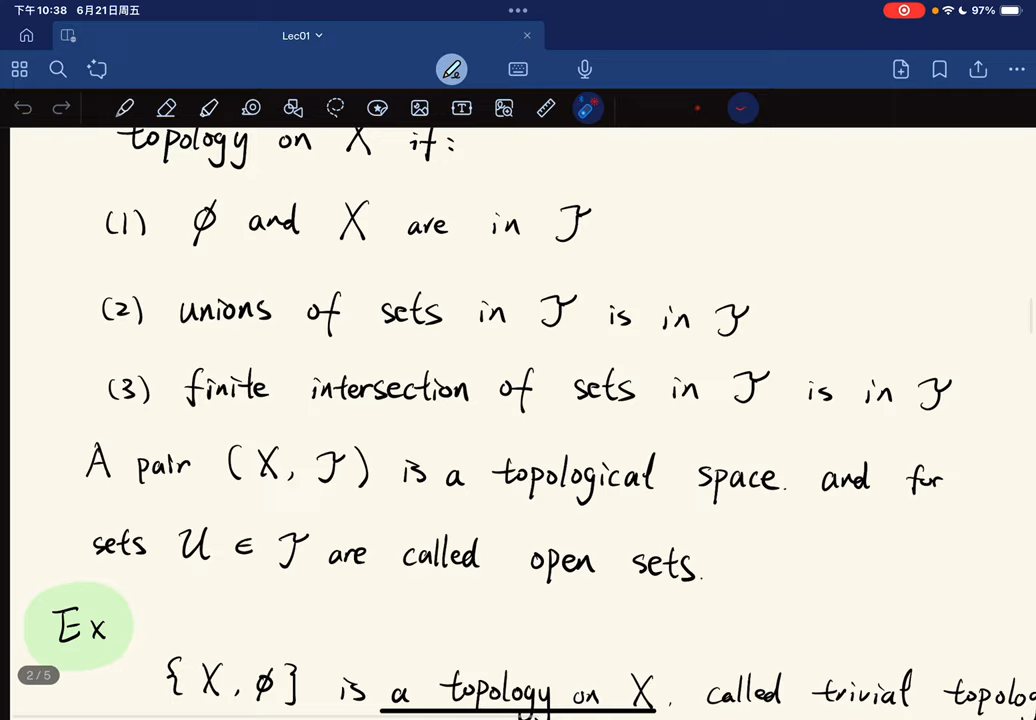 下午10:38 6月21日周五
97%
Lec01
topology on X if:
(1) ∅ and X are in 𝒯
(2) unions of sets in 𝒯 is in 𝒯
(3) finite intersection of sets in 𝒯 is in 𝒯
A pair (X, 𝒯) is a topological space. and for
sets U ∈ 𝒯 are called open sets.
Ex
2/5
{X, ∅} is a topology on X. called trivial